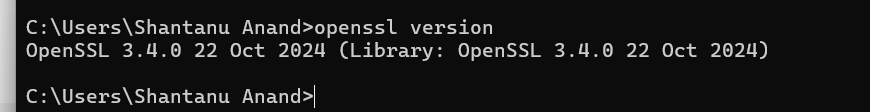 C:\Users\Shantanu Anand>openssl version
OpenSSL 3.4.0 22 Oct 2024 (Library: OpenSSL 3.4.0 22 Oct 2024)
C:\Users\Shantanu Anand>